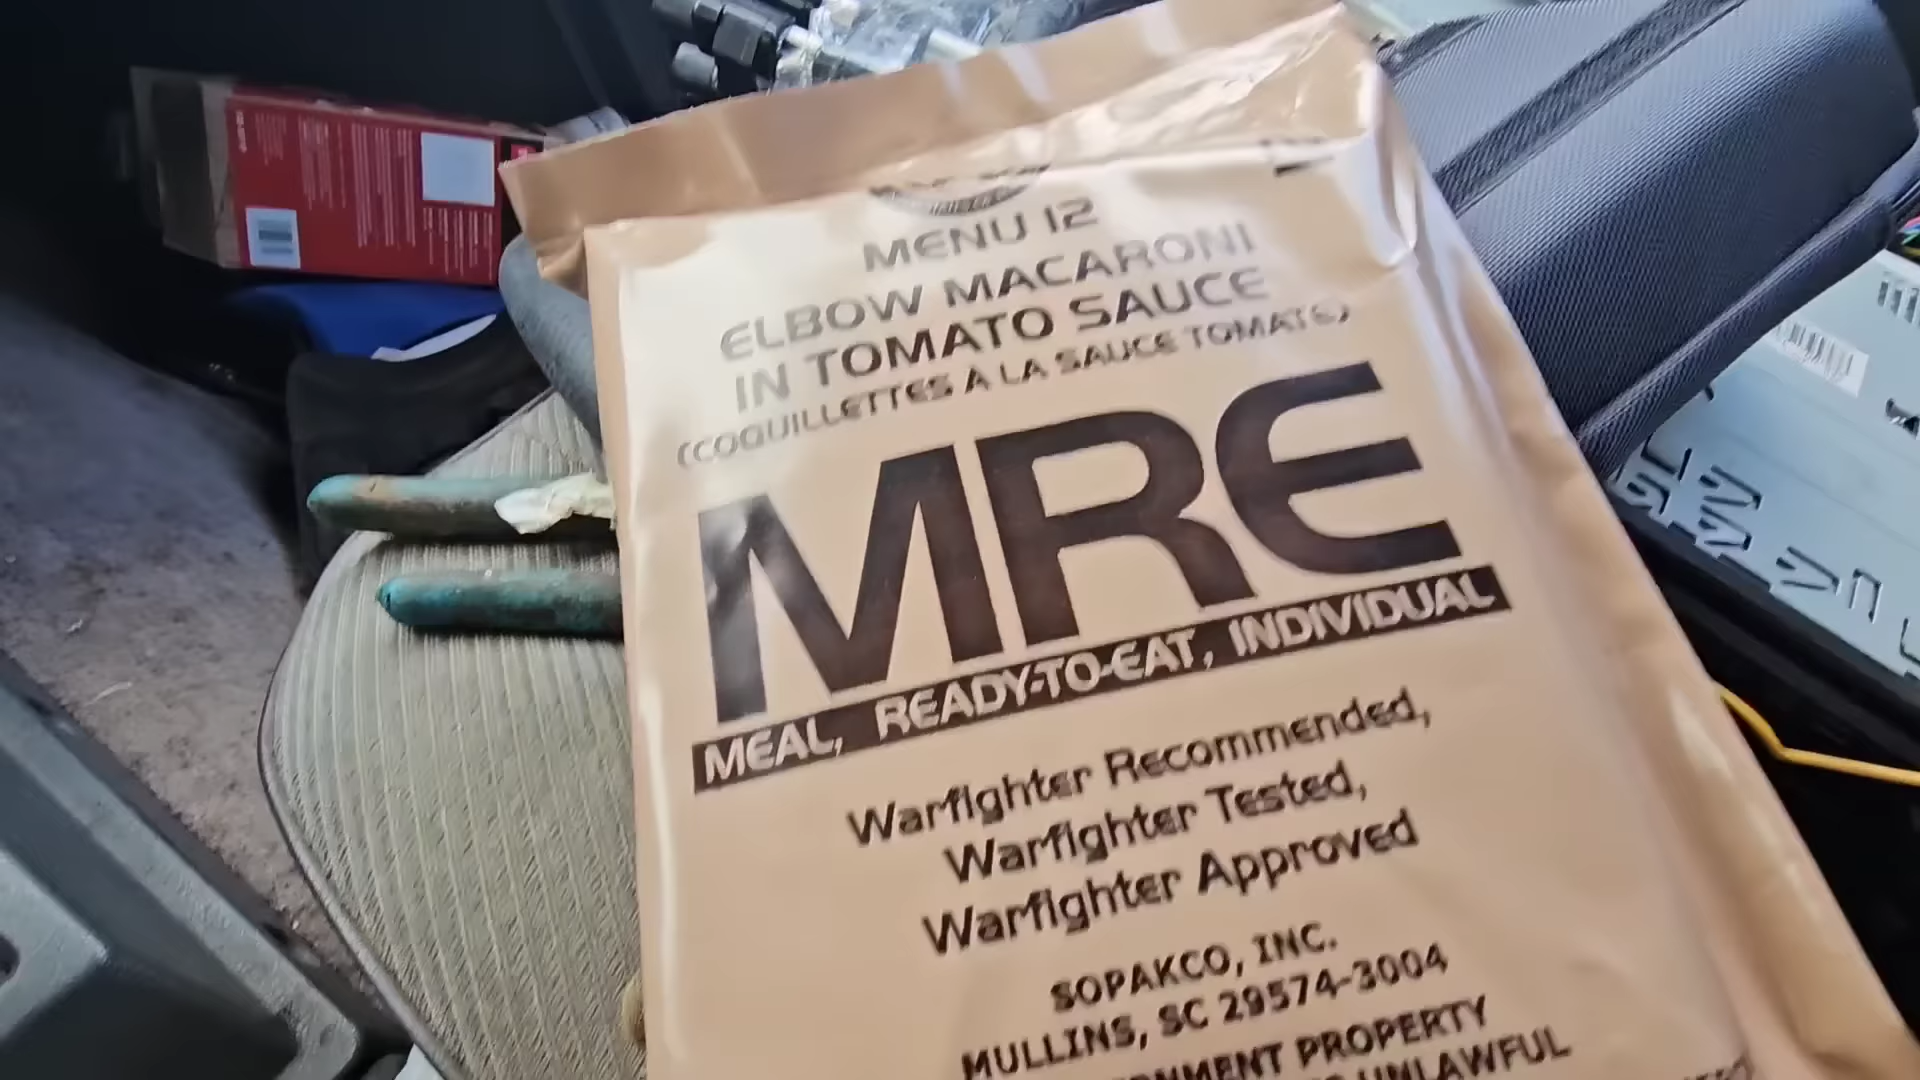 MENU 12
ELBOW MACARONI
IN TOMATO SAUCE
(COQUILLETTES À LA SAUCE TOMATE)
MRE
MEAL, READY-TO-EAT, INDIVIDUAL
Warfighter Recommended,
Warfighter Tested,
Warfighter Approved
SOPAKCO, INC.
MULLINS, SC 29574-3004
PROPERTY
UNLAWFUL